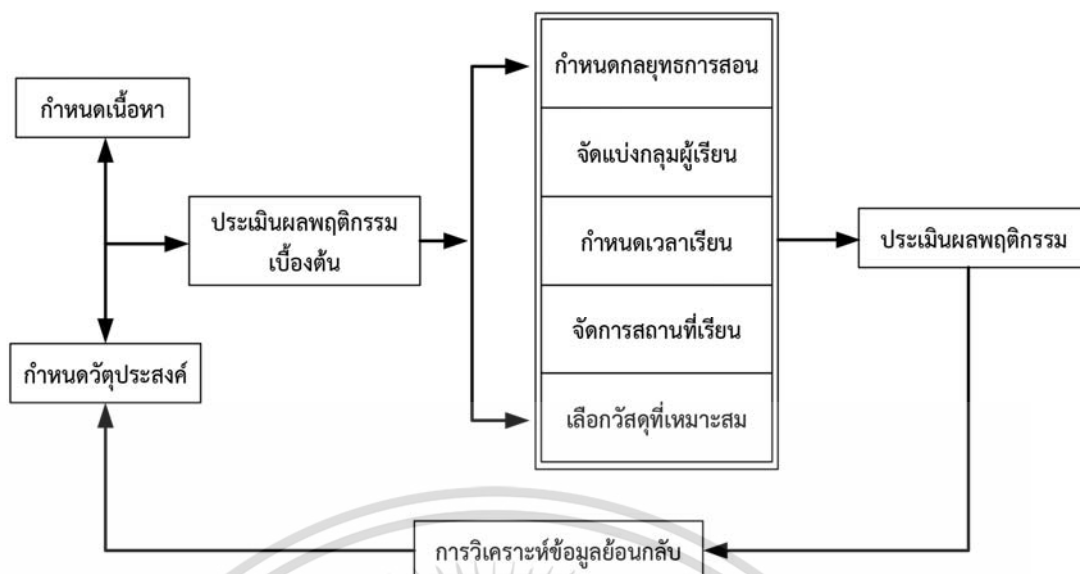 กำหนดเนื้อหา
กำหนดวัตุประสงค์
ประเมินผลพฤติกรรม
เบื้องต้น
กำหนดกลยุทธการสอน
จัดแบ่งกลุมผู้เรียน
กำหนดเวลาเรียน
จัดการสถานที่เรียน
เลือกวัสดุที่เหมาะสม
ประเมินผลพฤติกรรม
การวิเคราะห์ข้อมูลย้อนกลับ